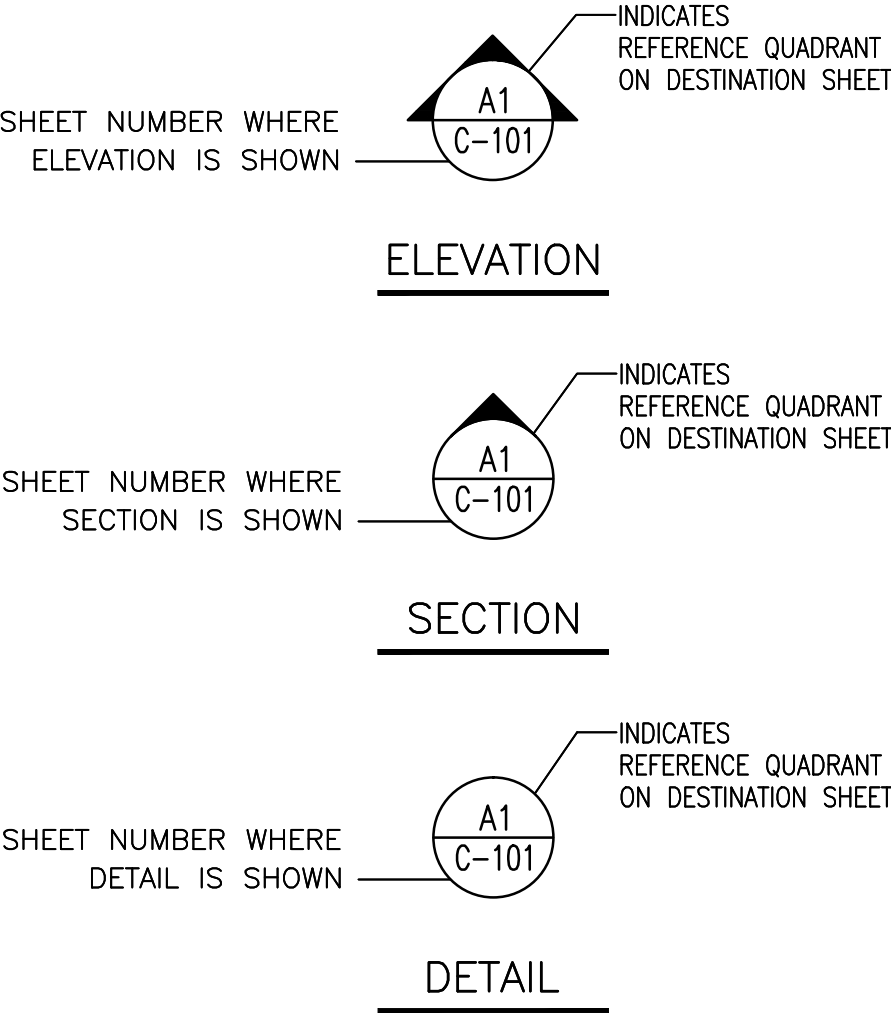 INDICATES
REFERENCE QUADRANT
ON DESTINATION SHEET
A1
C-101
SHEET NUMBER WHERE
ELEVATION IS SHOWN
ELEVATION
INDICATES
REFERENCE QUADRANT
ON DESTINATION SHEET
A1
C-101
SHEET NUMBER WHERE
SECTION IS SHOWN
SECTION
INDICATES
REFERENCE QUADRANT
ON DESTINATION SHEET
A1
C-101
SHEET NUMBER WHERE
DETAIL IS SHOWN
DETAIL